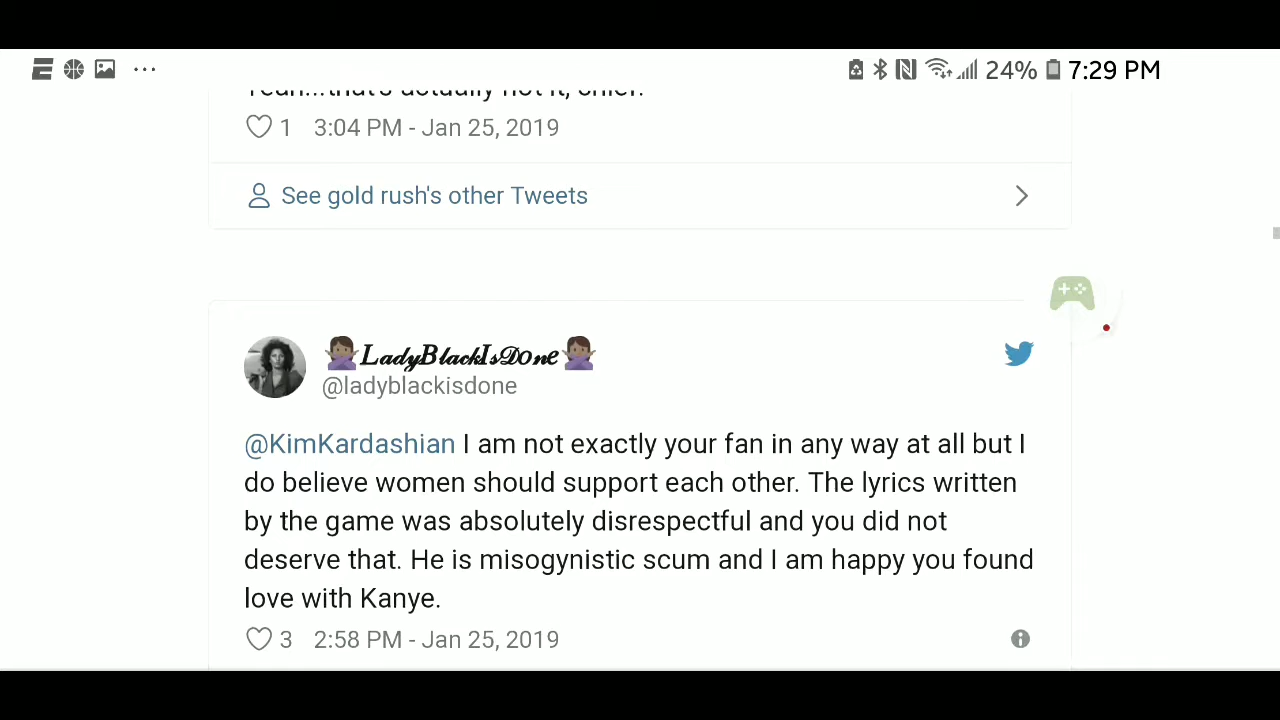 24% 7:29 PM
Yeah...that's actually not it, chief.
1 3:04 PM - Jan 25, 2019
See gold rush's other Tweets
🙅🏽LadyBlackIsDone🙅🏽
@ladyblackisdone
@KimKardashian I am not exactly your fan in any way at all but I
do believe women should support each other. The lyrics written
by the game was absolutely disrespectful and you did not
deserve that. He is misogynistic scum and I am happy you found
love with Kanye.
3 2:58 PM - Jan 25, 2019